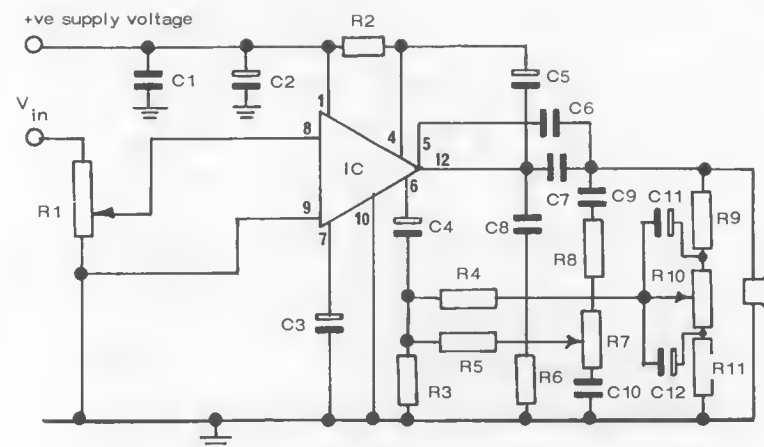 +ve supply voltage
R2
C1
C2
C5
V in
1
4
5
C6
8
IC
12
R1
6
C7
C9
C11
R9
9
10
7
C4
C8
R8
R10
R4
C3
R5
R7
R3
R6
C10
C12
R11